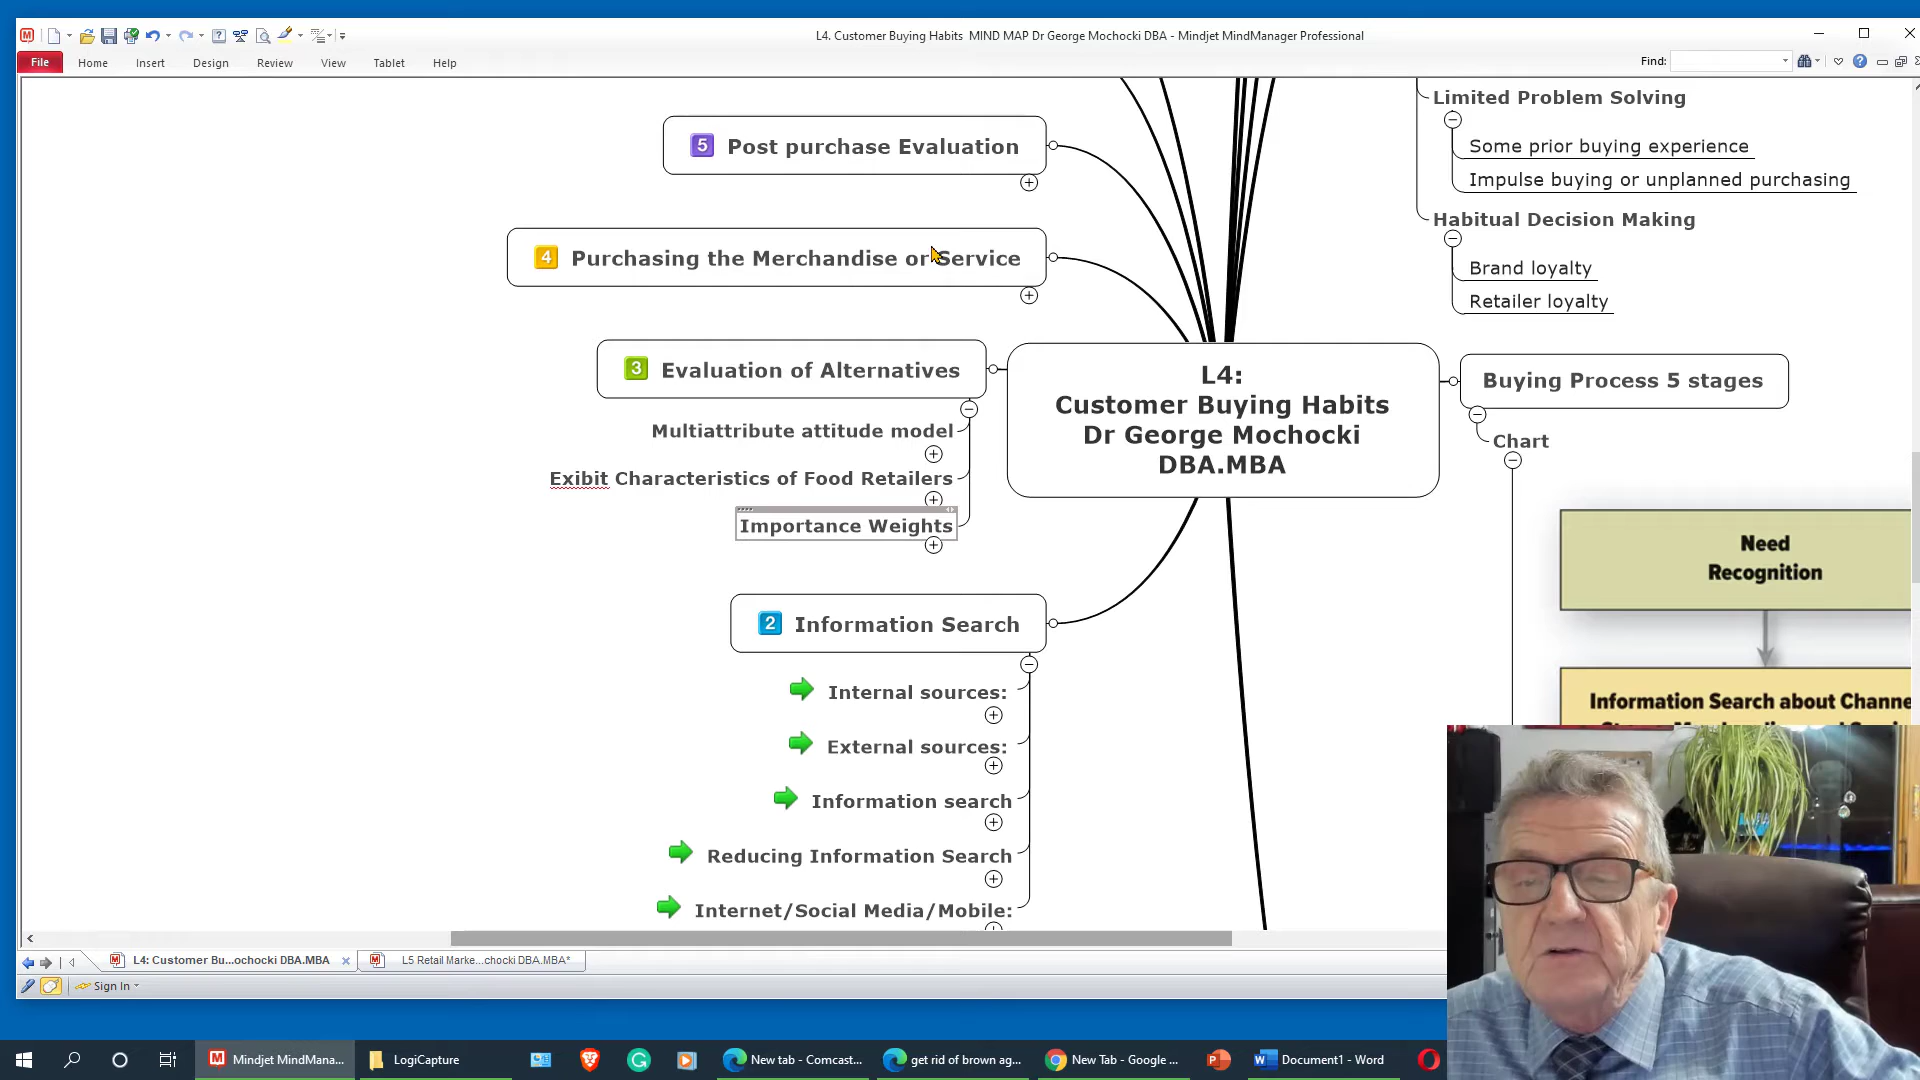 L4. Customer Buying Habits  MIND MAP Dr George Mochocki DBA - Mindjet MindManager Professional
File Home Insert Design Review View Tablet Help Find:
Limited Problem Solving
Some prior buying experience
Impulse buying or unplanned purchasing
Habitual Decision Making
Brand loyalty
Retailer loyalty
5 Post purchase Evaluation
4 Purchasing the Merchandise or Service
3 Evaluation of Alternatives
Multiattribute attitude model
Exibit Characteristics of Food Retailers
Importance Weights
L4:
Customer Buying Habits
Dr George Mochocki
DBA.MBA
Buying Process 5 stages
Chart
Need
Recognition
Information Search about Channe
2 Information Search
Internal sources:
External sources:
Information search
Reducing Information Search
Internet/Social Media/Mobile:
L4: Customer Bu...ochocki DBA.MBA
L5 Retail Marke...chocki DBA.MBA*
Sign In
Mindjet MindMana...
LogiCapture
New tab - Comcast...
get rid of brown ag...
New Tab - Google ...
Document1 - Word